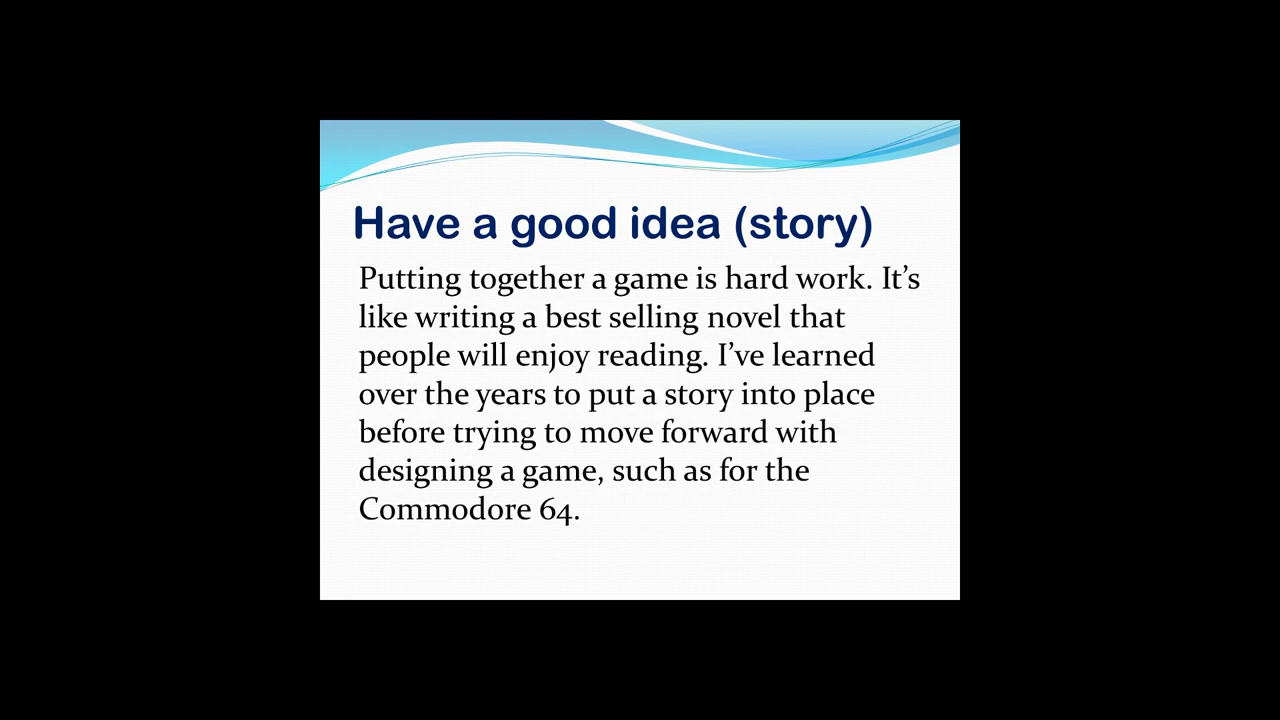 Have a good idea (story)
Putting together a game is hard work. It’s
like writing a best selling novel that
people will enjoy reading. I’ve learned
over the years to put a story into place
before trying to move forward with
designing a game, such as for the
Commodore 64.